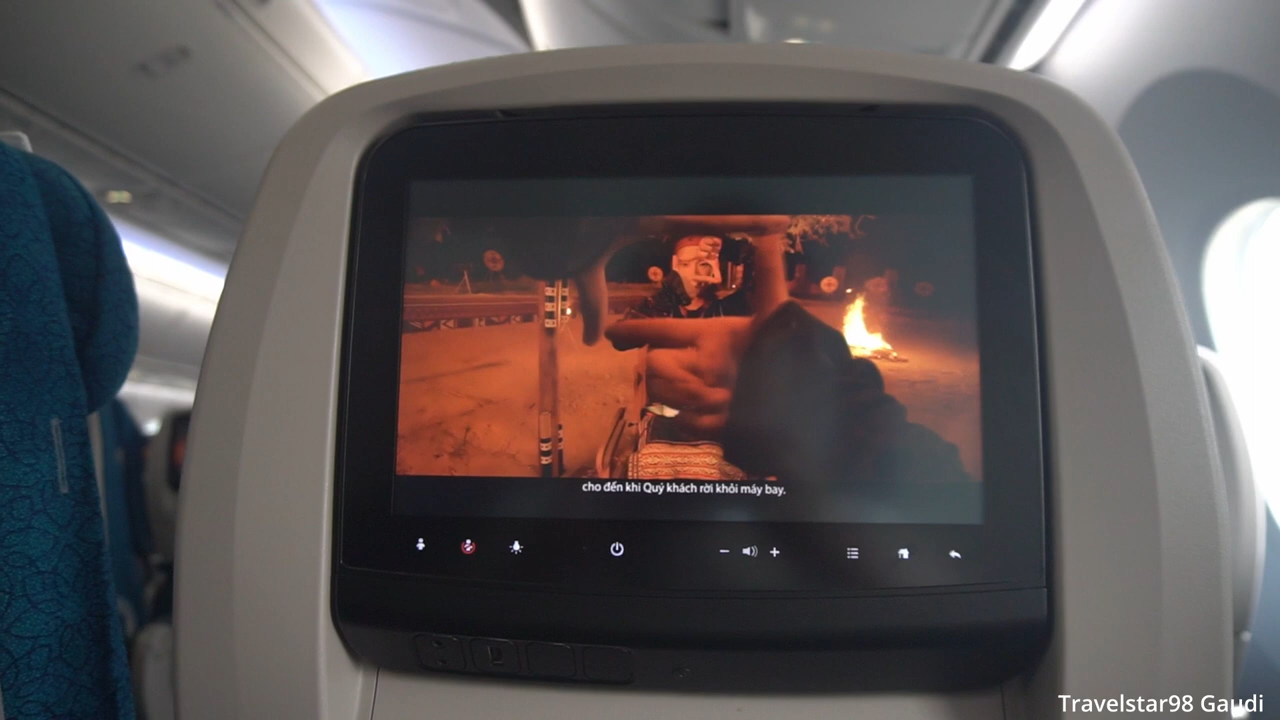 cho đến khi Quý khách rời khỏi máy bay.
Travelstar98 Gaudi